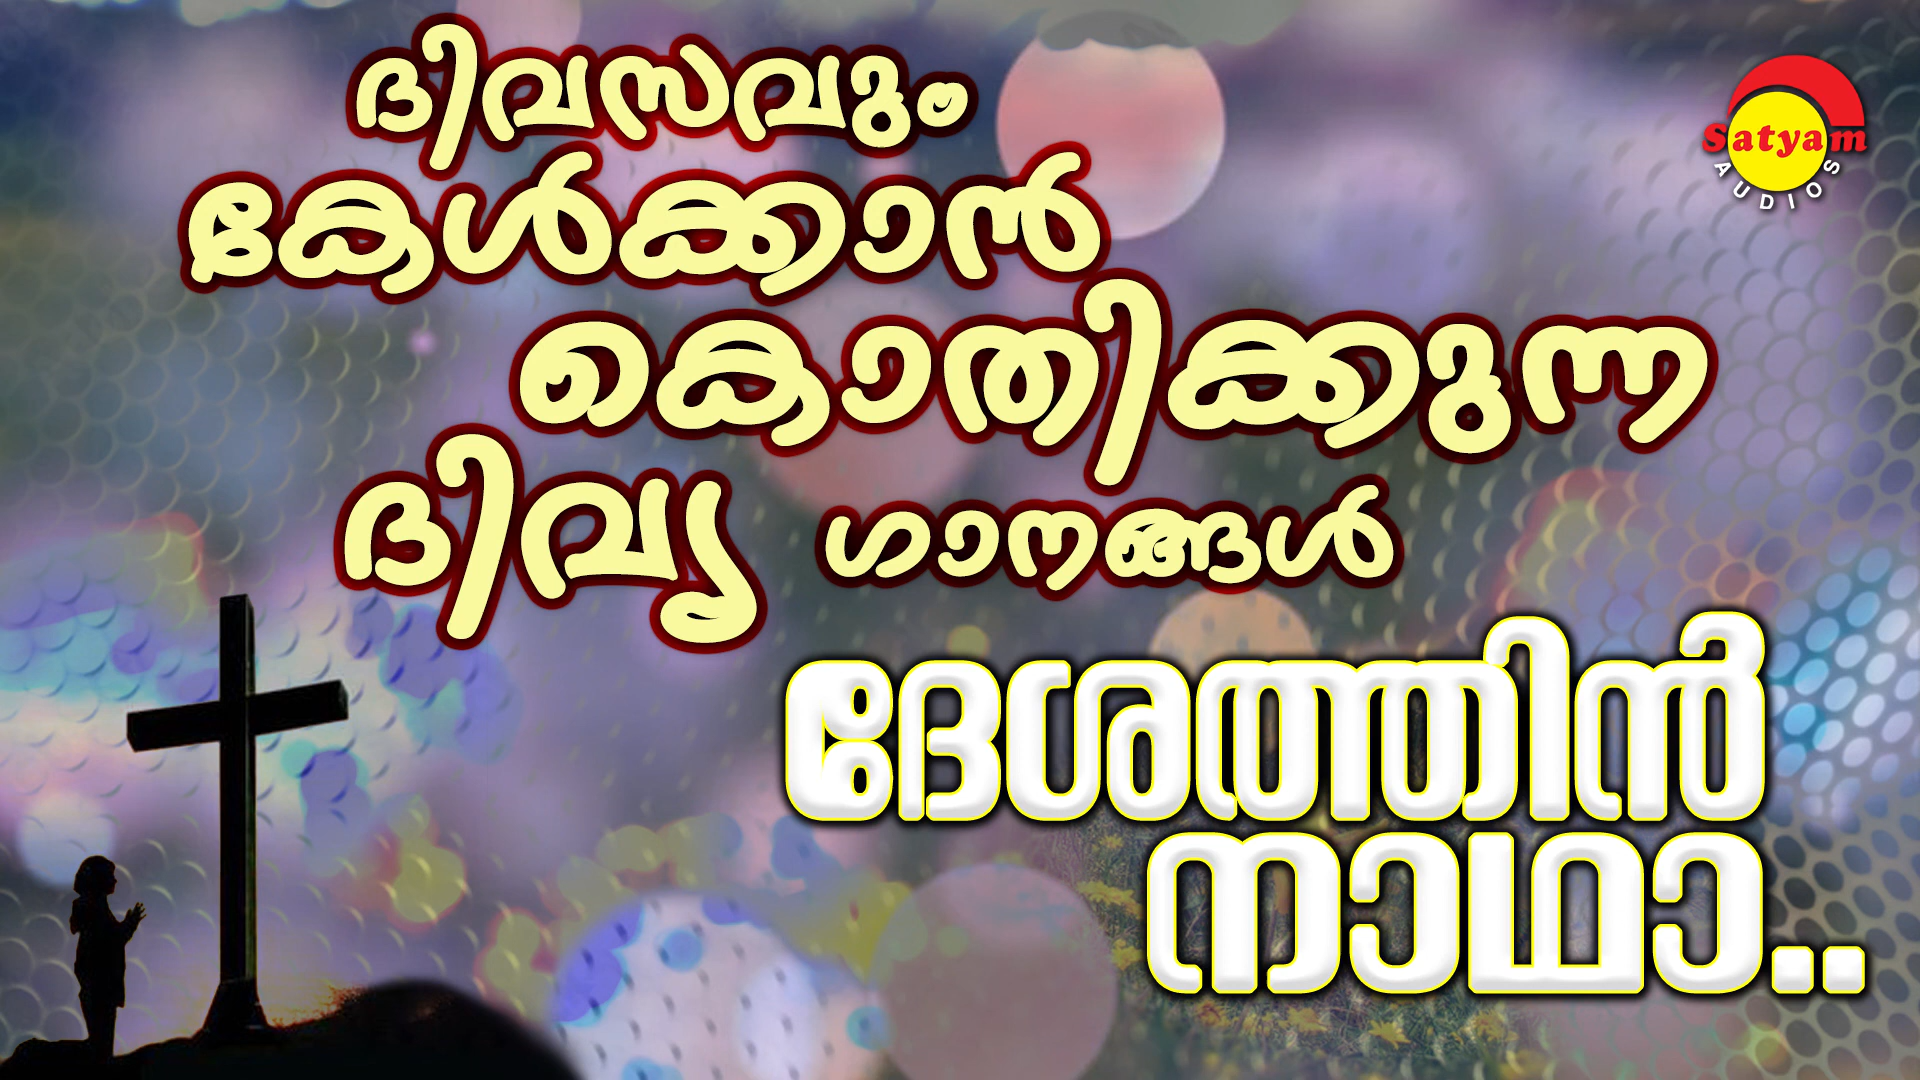 ദിവസവും
കേൾക്കാൻ
കൊതിക്കുന്ന
ദിവ്യ ഗാനങ്ങൾ
ദേശത്തിൻ
നാഥാ..
Satyam
AUDIOS